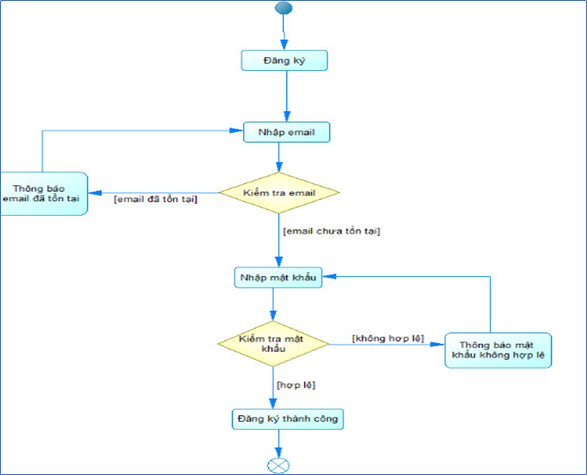 Đăng ký
Nhập email
Thông báo
email đã tồn tại
[email đã tồn tại]
Kiểm tra email
[email chưa tồn tại]
Nhập mật khẩu
Kiểm tra mật
khẩu
[không hợp lệ]
Thông báo mật
khẩu không hợp lệ
[hợp lệ]
Đăng ký thành công